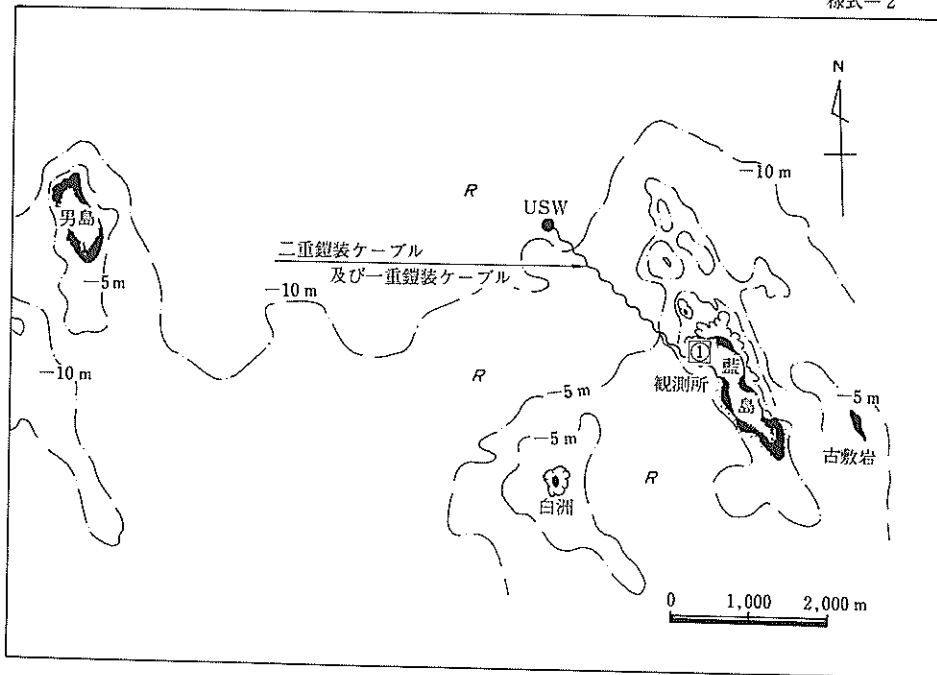 様式—2
N
—10 m
R
USW
男島
二重鎧装ケーブル
及び一重鎧装ケーブル
—5 m
—10 m
①
藍
島
観測所
—10 m
R
—5 m
—5 m
—5 m
古敷岩
白洲
R
0 1,000 2,000 m